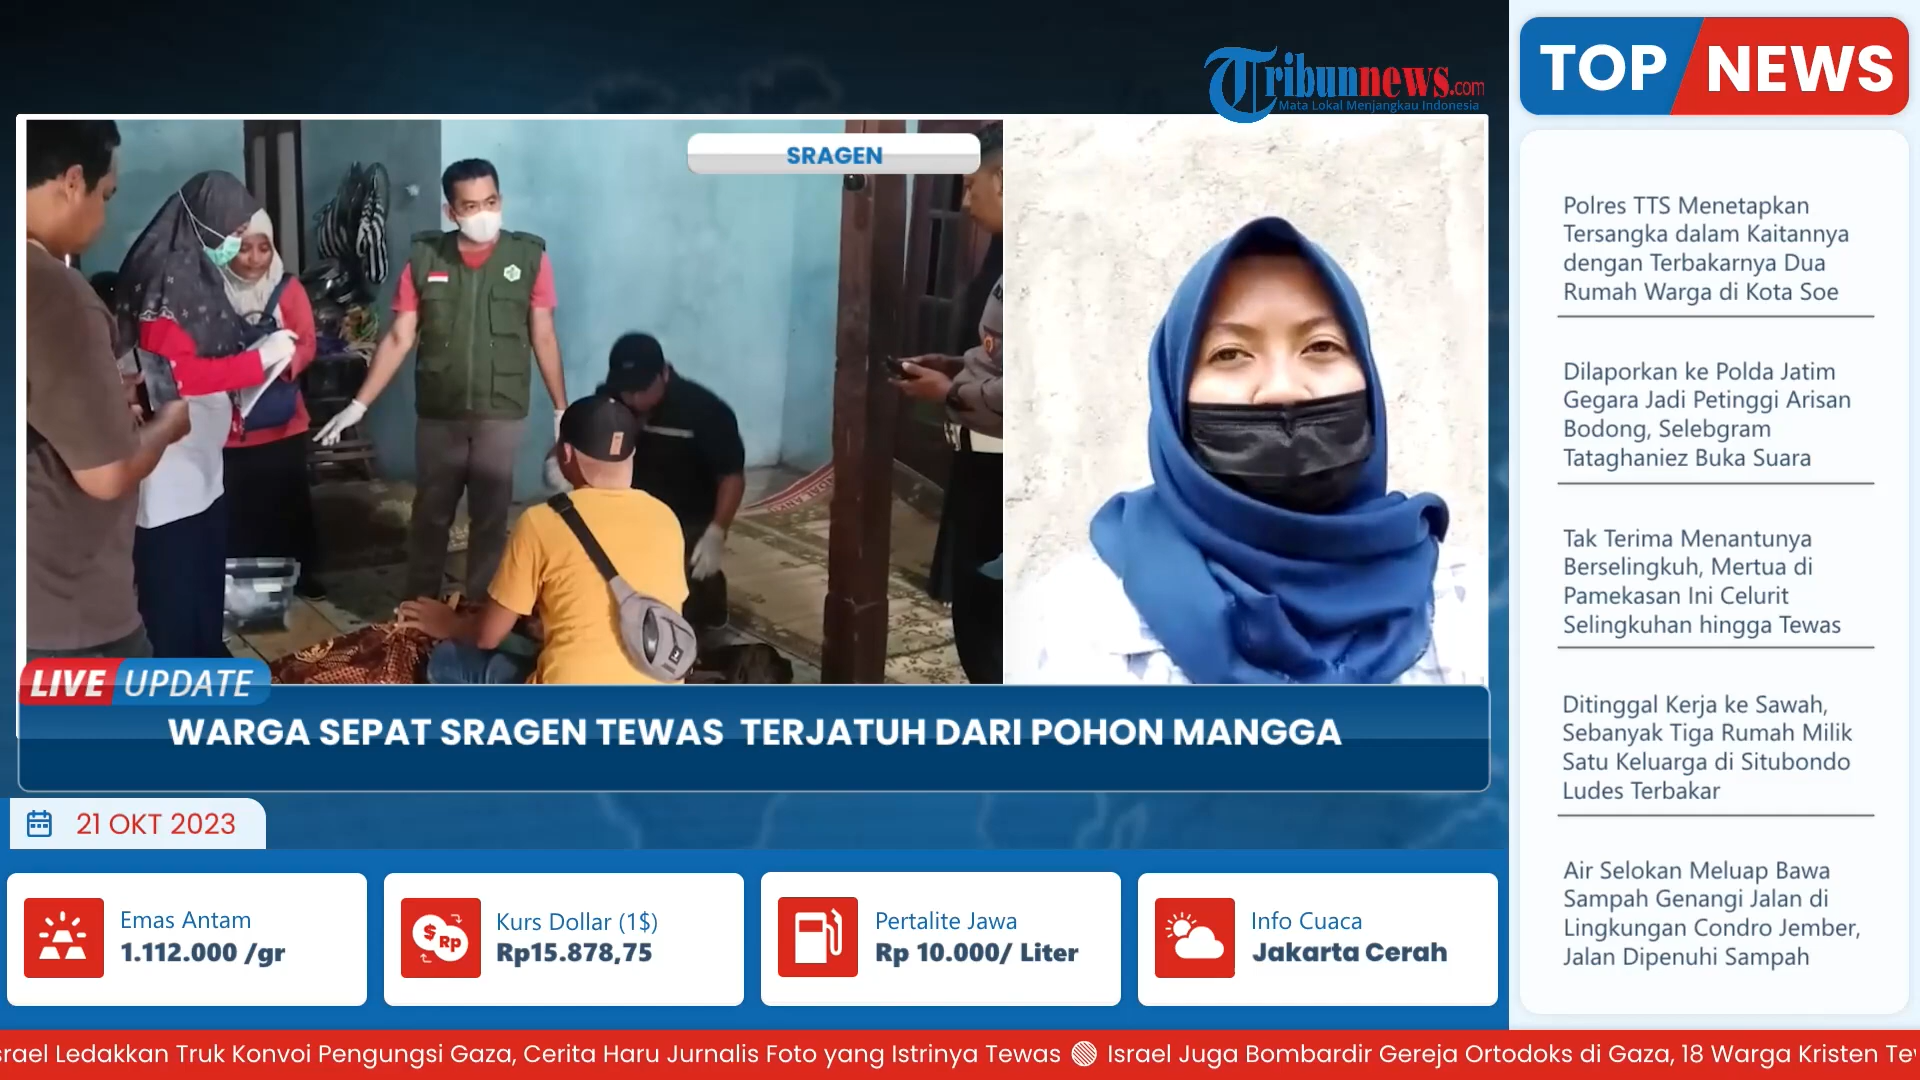 Tribunnews.com
Mata Lokal Menjangkau Indonesia
TOP NEWS
SRAGEN
Polres TTS Menetapkan
Tersangka dalam Kaitannya
dengan Terbakarnya Dua
Rumah Warga di Kota Soe
Dilaporkan ke Polda Jatim
Gegara Jadi Petinggi Arisan
Bodong, Selebgram
Tataghaniez Buka Suara
Tak Terima Menantunya
Berselingkuh, Mertua di
Pamekasan Ini Celurit
Selingkuhan hingga Tewas
Ditinggal Kerja ke Sawah,
Sebanyak Tiga Rumah Milik
Satu Keluarga di Situbondo
Ludes Terbakar
Air Selokan Meluap Bawa
Sampah Genangi Jalan di
Lingkungan Condro Jember,
Jalan Dipenuhi Sampah
LIVE UPDATE
WARGA SEPAT SRAGEN TEWAS TERJATUH DARI POHON MANGGA
21 OKT 2023
Emas Antam
1.112.000 /gr
Kurs Dollar (1$)
Rp15.878,75
Pertalite Jawa
Rp 10.000/ Liter
Info Cuaca
Jakarta Cerah
srael Ledakkan Truk Konvoi Pengungsi Gaza, Cerita Haru Jurnalis Foto yang Istrinya Tewas Israel Juga Bombardir Gereja Ortodoks di Gaza, 18 Warga Kristen Te